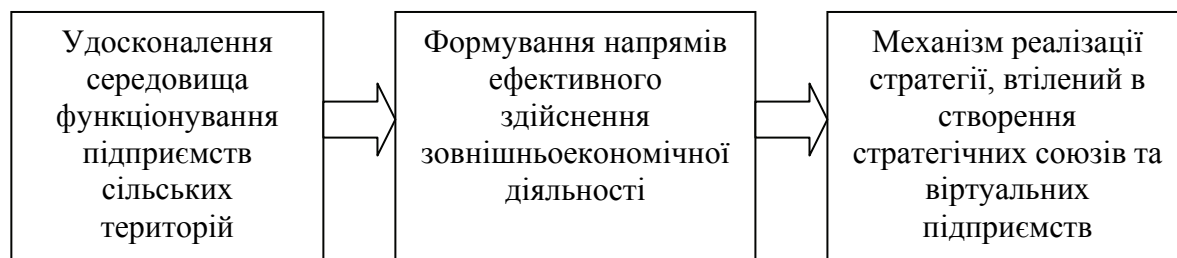 Удосконалення
середовища
функціонування
підприємств
сільських
територій
Формування напрямів
ефективного
здійснення
зовнішньоекономічної
діяльності
Механізм реалізації
стратегії, втілений в
створення
стратегічних союзів та
віртуальних
підприємств